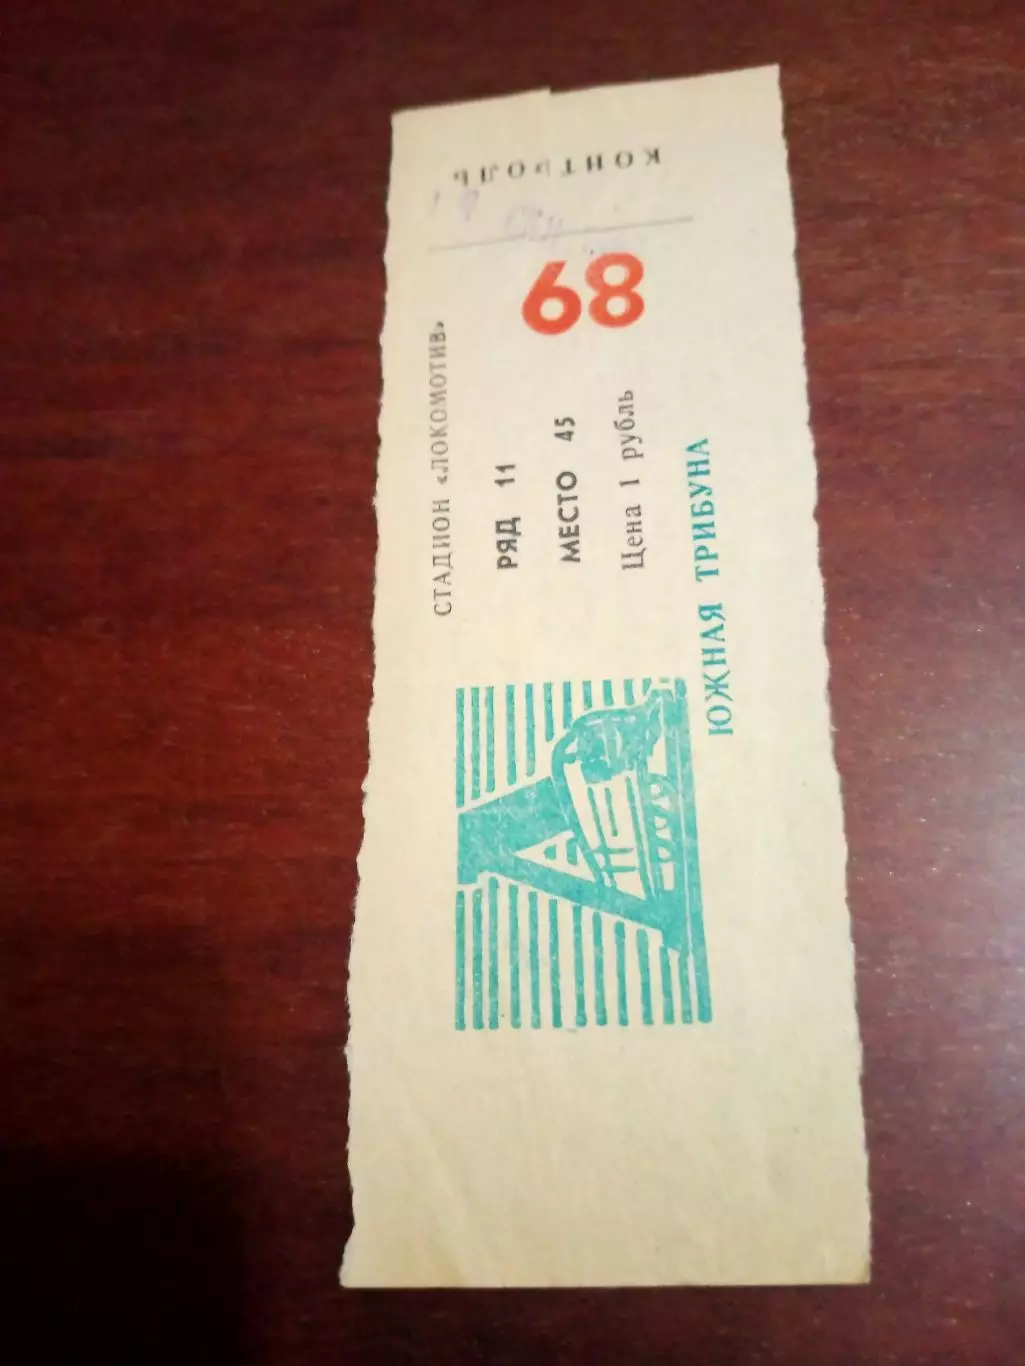 КОНТРОЛЬ
68
СТАДИОН «ЛОКОМОТИВ»
РЯД 11
МЕСТО 45
Цена 1 рубль
ЮЖНАЯ ТРИБУНА